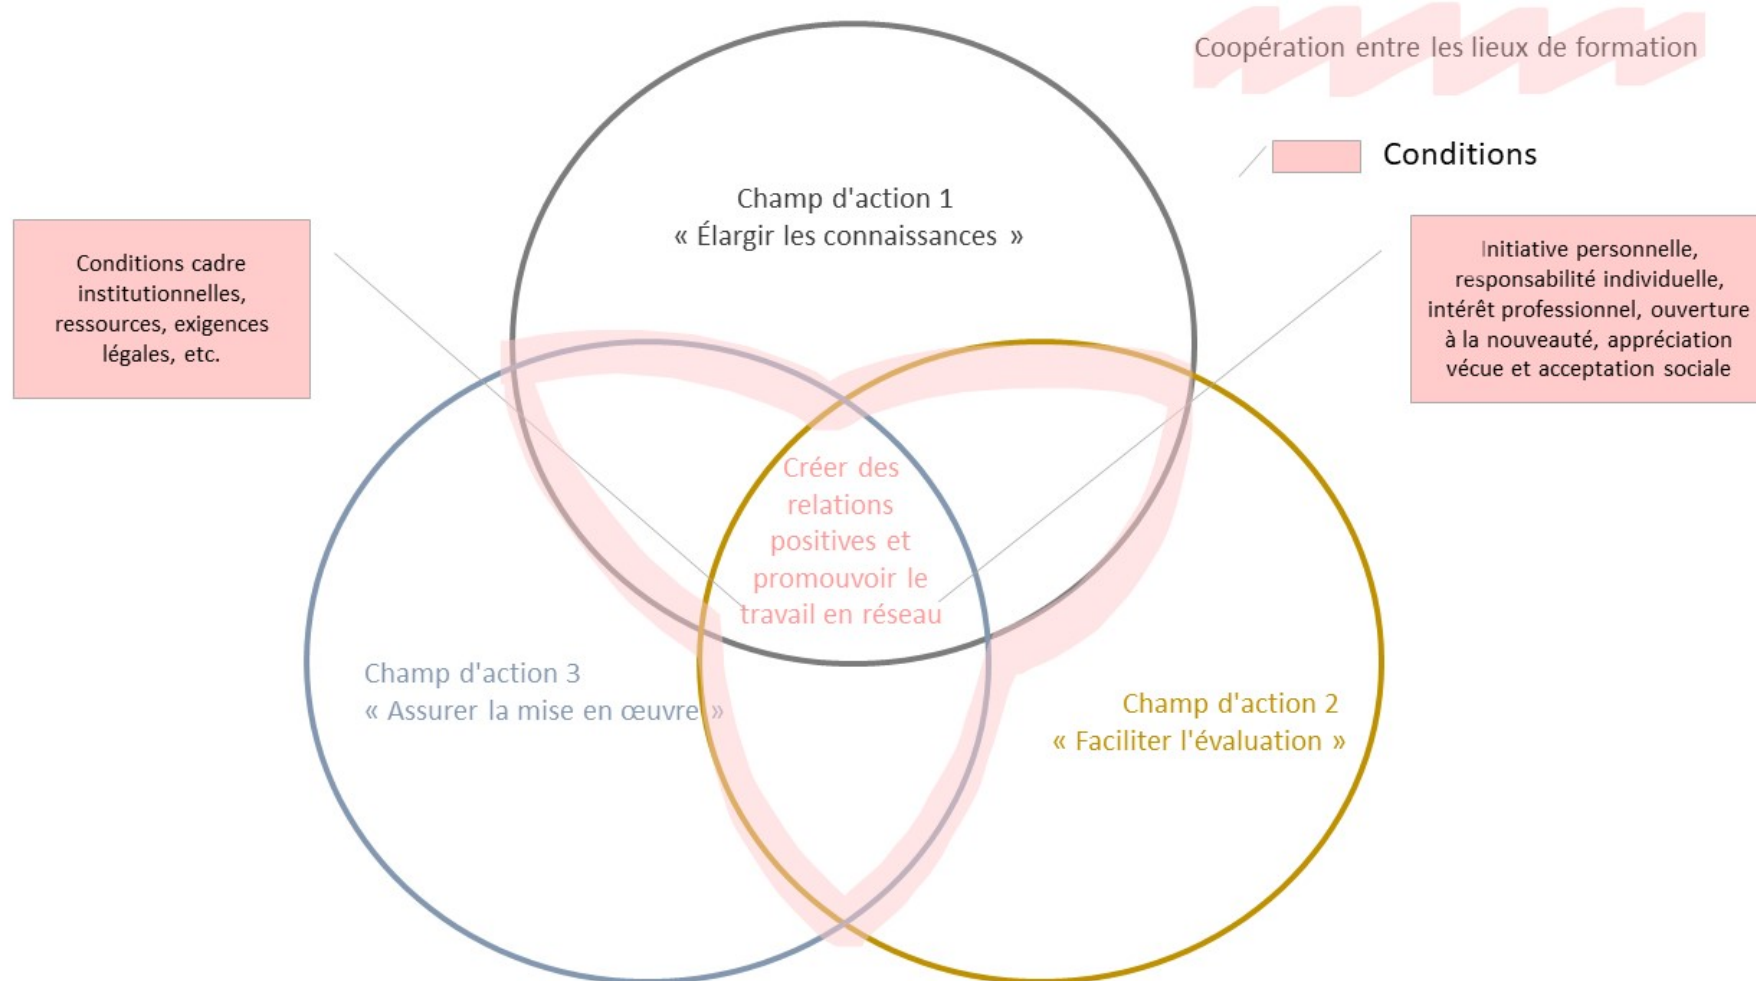 Coopération entre les lieux de formation
Conditions
Champ d'action 1
« Élargir les connaissances »
Conditions cadre
institutionnelles,
ressources, exigences
légales, etc.
Initiative personnelle,
responsabilité individuelle,
intérêt professionnel, ouverture
à la nouveauté, appréciation
vécue et acceptation sociale
Créer des
relations
positives et
promouvoir le
travail en réseau
Champ d'action 3
« Assurer la mise en œuvre »
Champ d'action 2
« Faciliter l'évaluation »